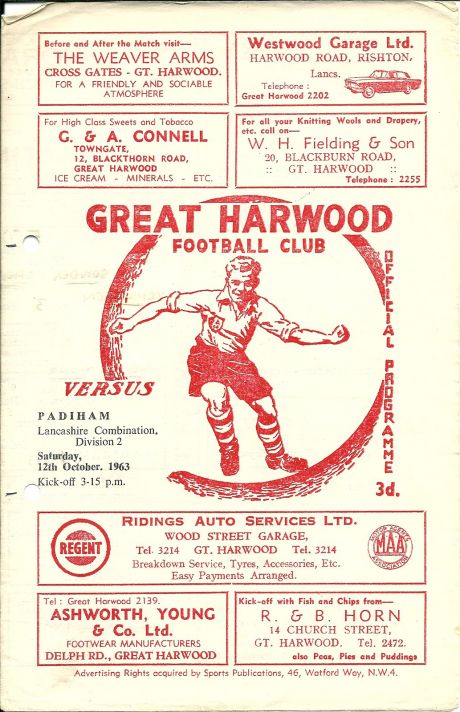 Before and After the Match visit—
THE WEAVER ARMS
CROSS GATES - GT. HARWOOD.
FOR A FRIENDLY AND SOCIABLE
ATMOSPHERE
Westwood Garage Ltd.
HARWOOD ROAD, RISHTON,
Lancs.
Telephone :
Great Harwood 2202
For High Class Sweets and Tobacco
G. & A. CONNELL
TOWNGATE,
12, BLACKTHORN ROAD,
GREAT HARWOOD
ICE CREAM - MINERALS - ETC.
For all your Knitting Wools and Drapery,
etc. call on—
W. H. Fielding & Son
20, BLACKBURN ROAD,
:: GT. HARWOOD ::
Telephone : 2255
GREAT HARWOOD
FOOTBALL CLUB
OFFICIAL PROGRAMME
3d.
VERSUS
PADIHAM
Lancashire Combination,
Division 2
Saturday,
12th October, 1963
Kick-off 3-15 p.m.
REGENT
RIDINGS AUTO SERVICES LTD.
WOOD STREET GARAGE,
Tel. 3214 GT. HARWOOD Tel. 3214
Breakdown Service, Tyres, Accessories, Etc.
Easy Payments Arranged.
MOTOR AGENTS
MAA
ASSOCIATION
Tel : Great Harwood 2139.
ASHWORTH, YOUNG
& Co. Ltd.
FOOTWEAR MANUFACTURERS
DELPH RD., GREAT HARWOOD
Kick-off with Fish and Chips from—
R. & B. HORN
14 CHURCH STREET,
GT. HARWOOD. Tel. 2472.
also Peas, Pies and Puddings
Advertising Rights acquired by Sports Publications, 46, Watford Way, N.W.4.